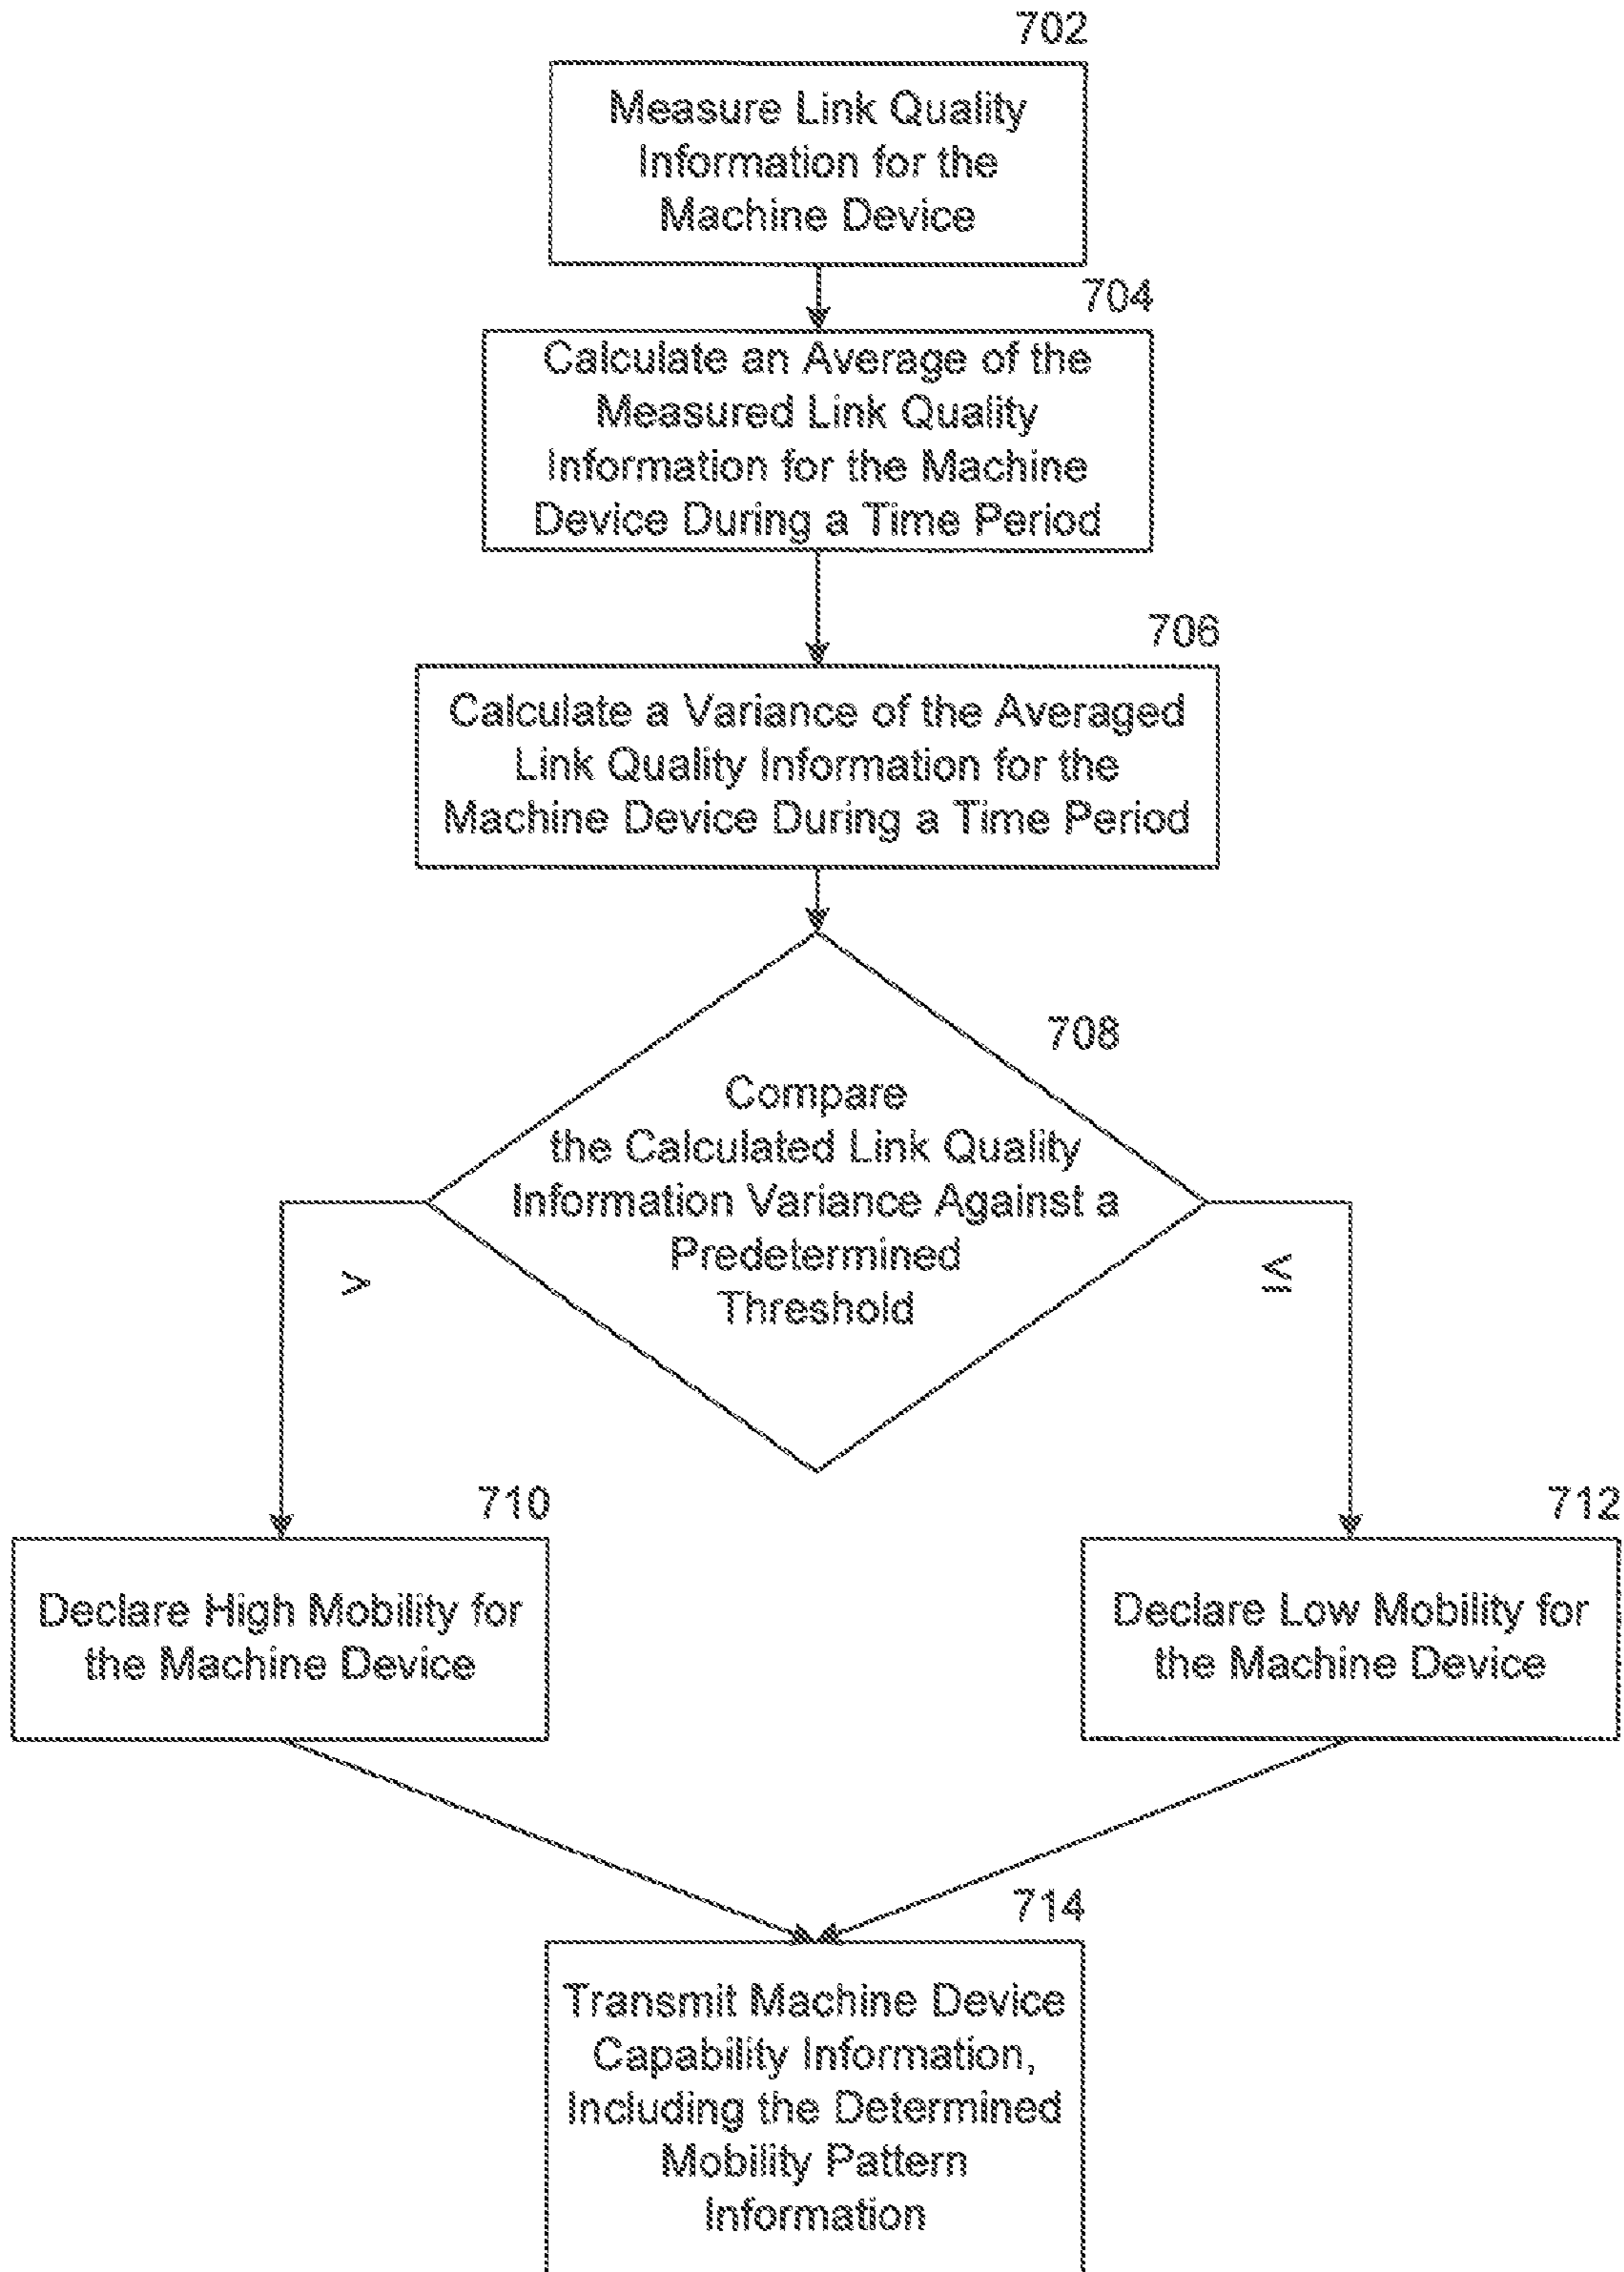 702
Measure Link Quality
Information for the
Machine Device
704
Calculate an Average of the
Measured Link Quality
Information for the Machine
Device During a Time Period
706
Calculate a Variance of the Averaged
Link Quality Information for the
Machine Device During a Time Period
708
Compare
the Calculated Link Quality
Information Variance Against a
Predetermined
Threshold
>
≤
710
Declare High Mobility for
the Machine Device
712
Declare Low Mobility for
the Machine Device
714
Transmit Machine Device
Capability Information,
Including the Determined
Mobility Pattern
Information